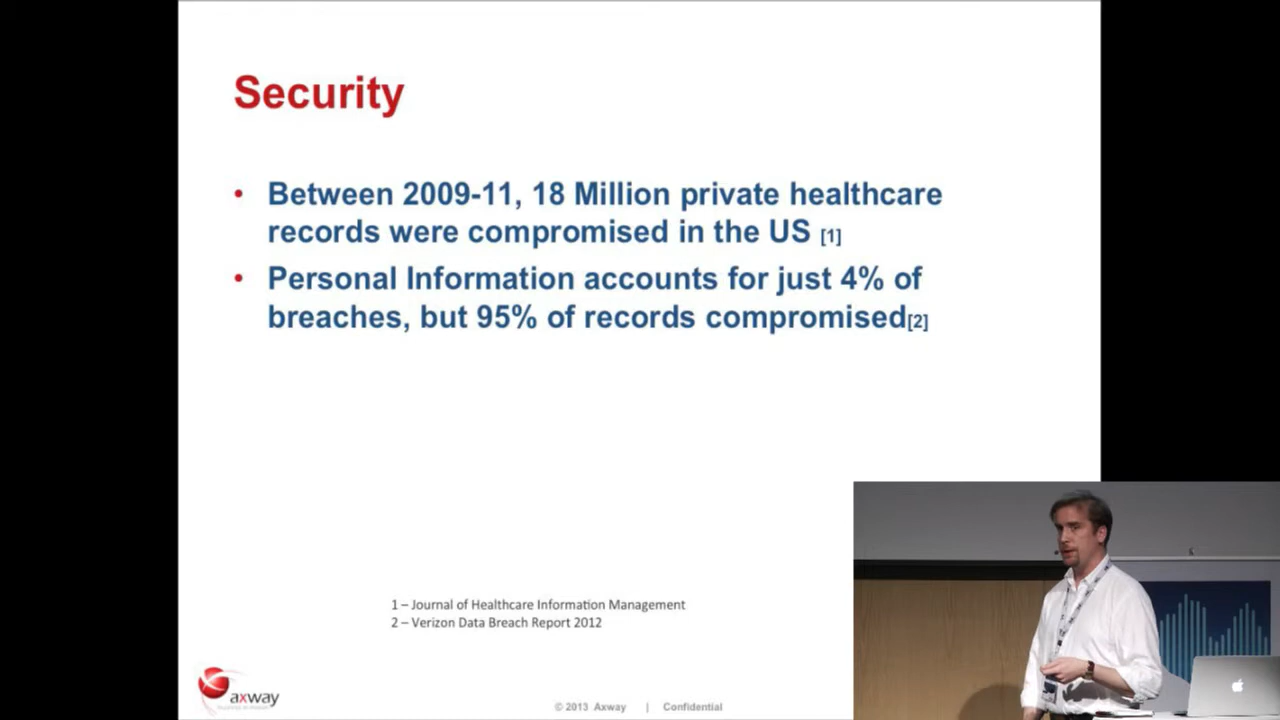 Security
• Between 2009-11, 18 Million private healthcare
records were compromised in the US [1]
• Personal Information accounts for just 4% of
breaches, but 95% of records compromised[2]
1 – Journal of Healthcare Information Management
2 – Verizon Data Breach Report 2012
axway
© 2013 Axway | Confidential